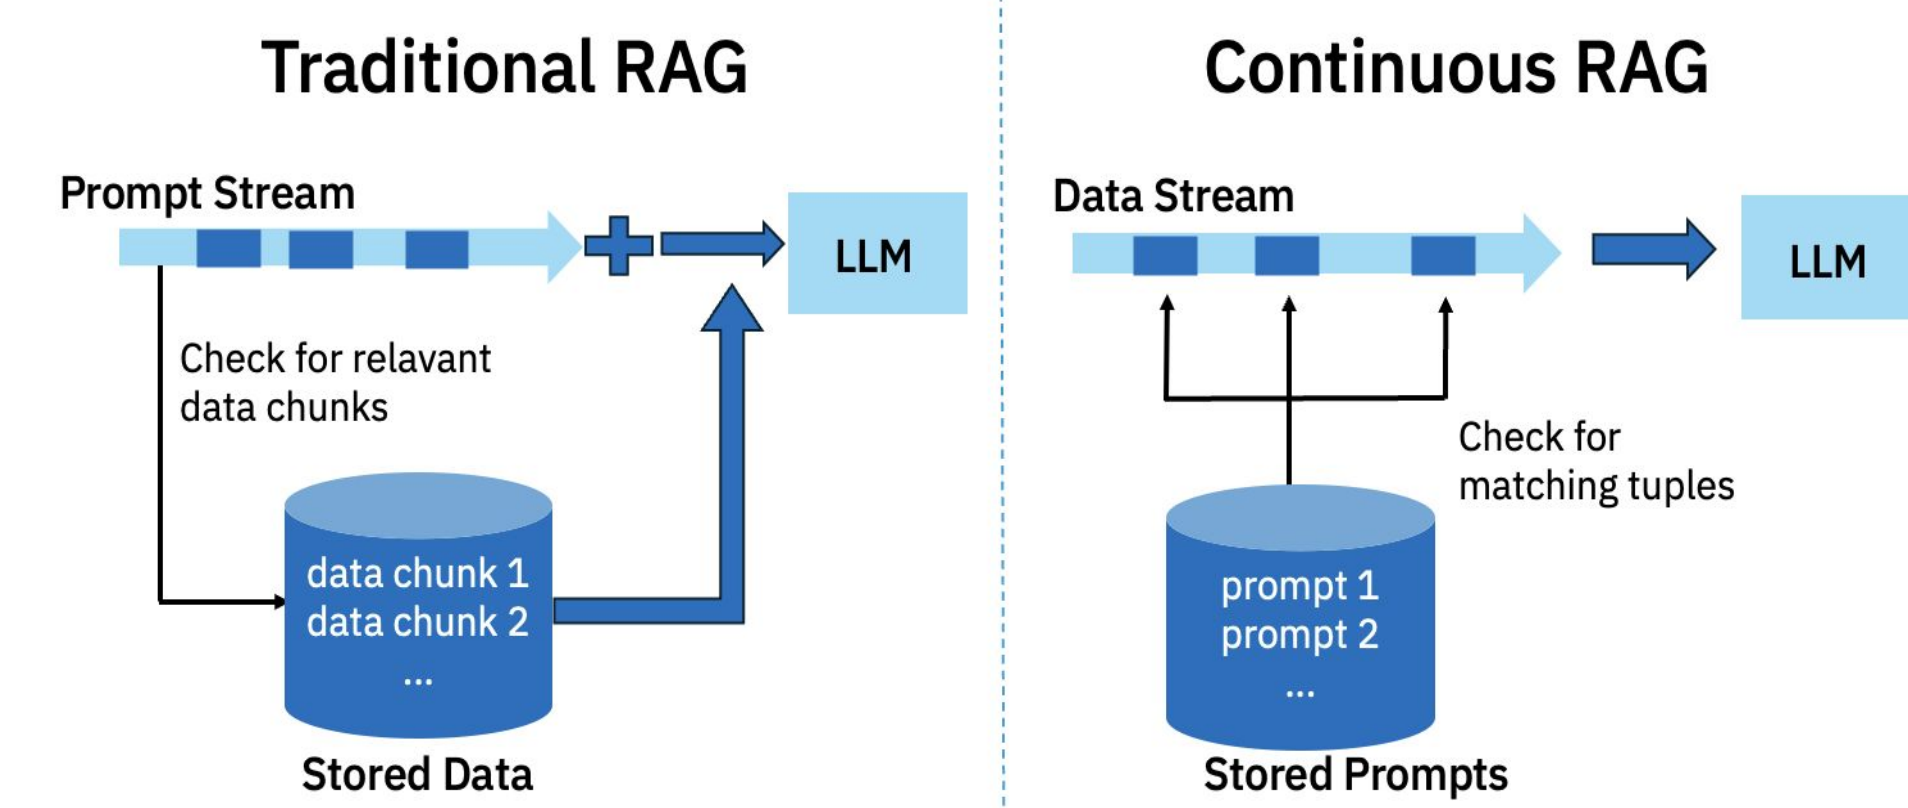 Traditional RAG
Prompt Stream
LLM
Check for relavant
data chunks
data chunk 1
data chunk 2
...
Stored Data
Continuous RAG
Data Stream
LLM
Check for
matching tuples
prompt 1
prompt 2
...
Stored Prompts